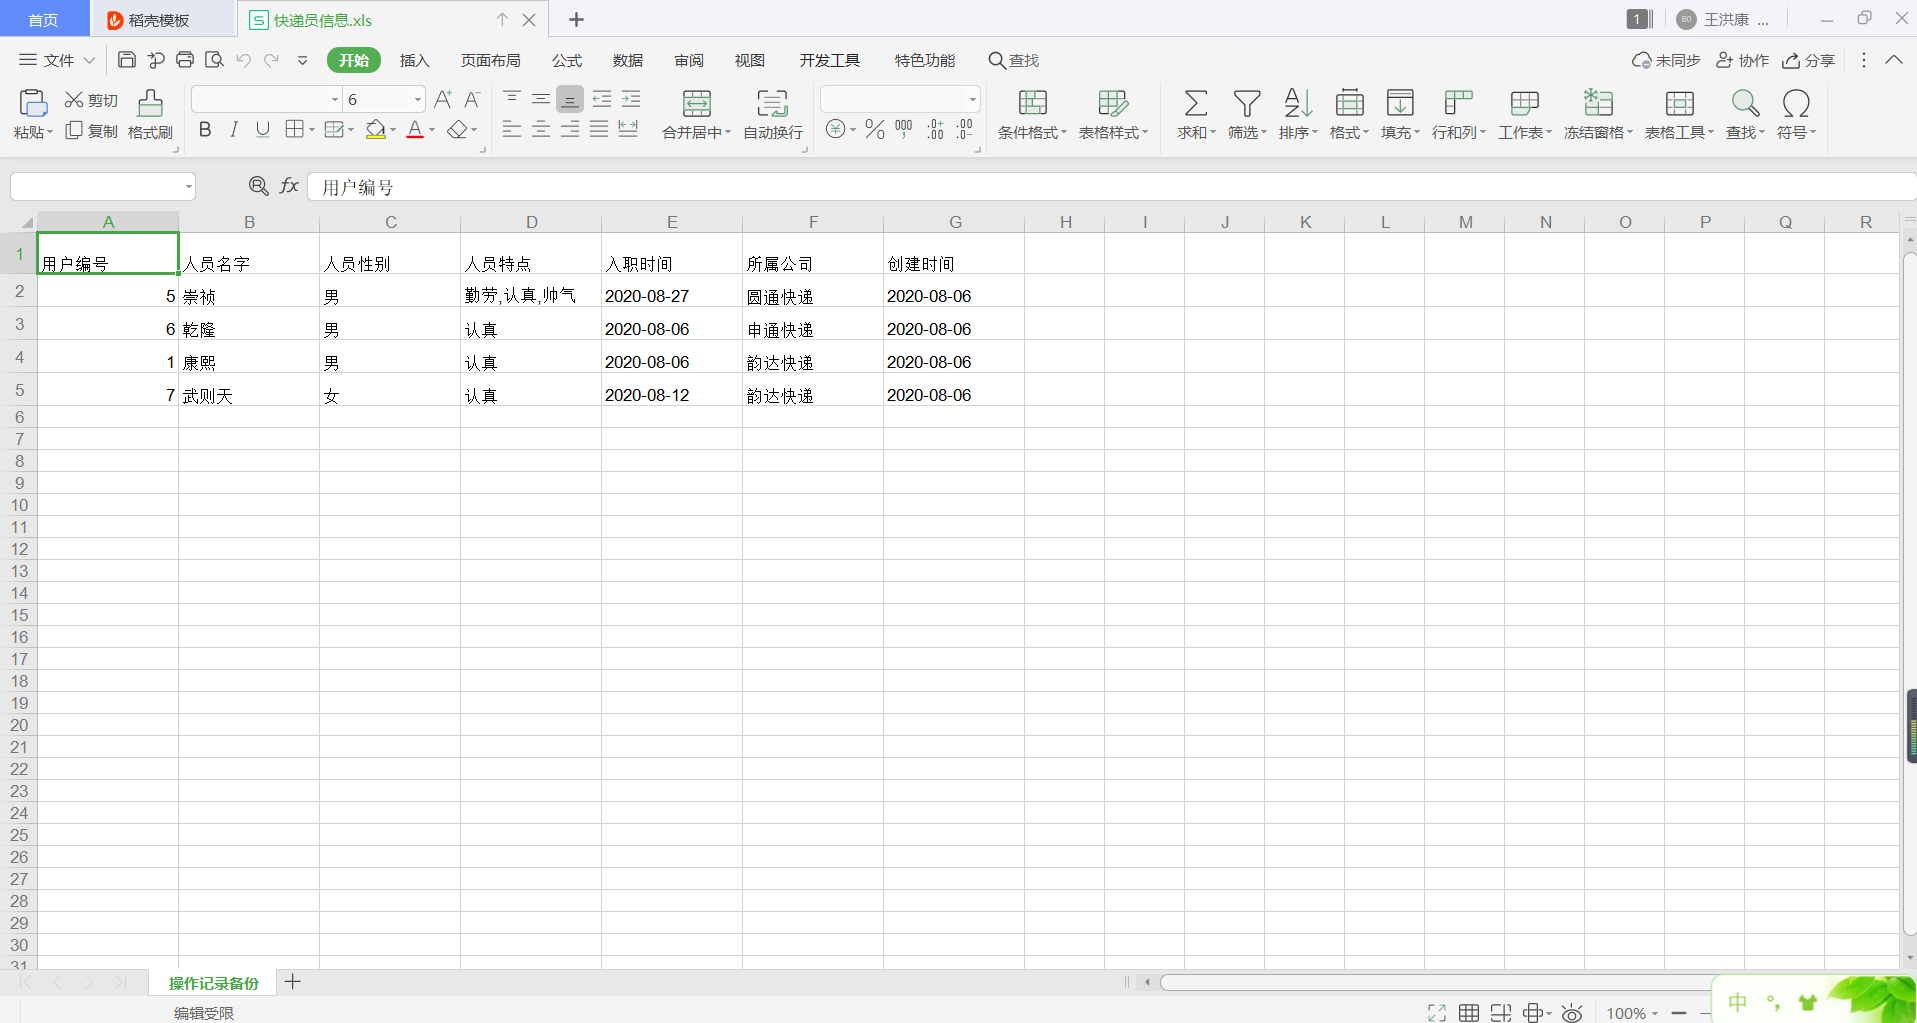 首页 稻壳模板 快递员信息.xls 1 80 王洪康 ...
文件 开始 插入 页面布局 公式 数据 审阅 视图 开发工具 特色功能 查找 未同步 协作 分享
剪切 6 A+ A-
粘贴 复制 格式刷 B I U A 合并居中 自动换行 条件格式 表格样式 求和 筛选 排序 格式 填充 行和列 工作表 冻结窗格 表格工具 查找 符号
fx 用户编号
A B C D E F G H I J K L M N O P Q R
1 用户编号 人员名字 人员性别 人员特点 入职时间 所属公司 创建时间
2 5 崇祯 男 勤劳,认真,帅气 2020-08-27 圆通快递 2020-08-06
3 6 乾隆 男 认真 2020-08-06 申通快递 2020-08-06
4 1 康熙 男 认真 2020-08-06 韵达快递 2020-08-06
5 7 武则天 女 认真 2020-08-12 韵达快递 2020-08-06
6
7
8
9
10
11
12
13
14
15
16
17
18
19
20
21
22
23
24
25
26
27
28
29
30
31
操作记录备份
编辑受限 100% 中